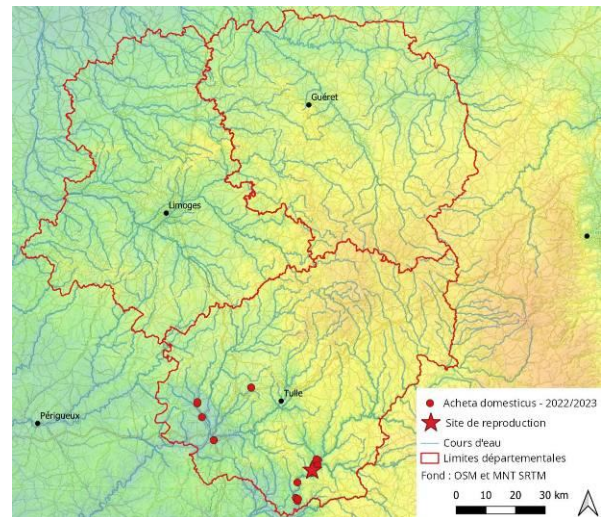 Guéret
Limoges
Tulle
Périgueux
Acheta domesticus - 2022/2023
Site de reproduction
Cours d'eau
Limites départementales
Fond : OSM et MNT SRTM
0 10 20 30 km